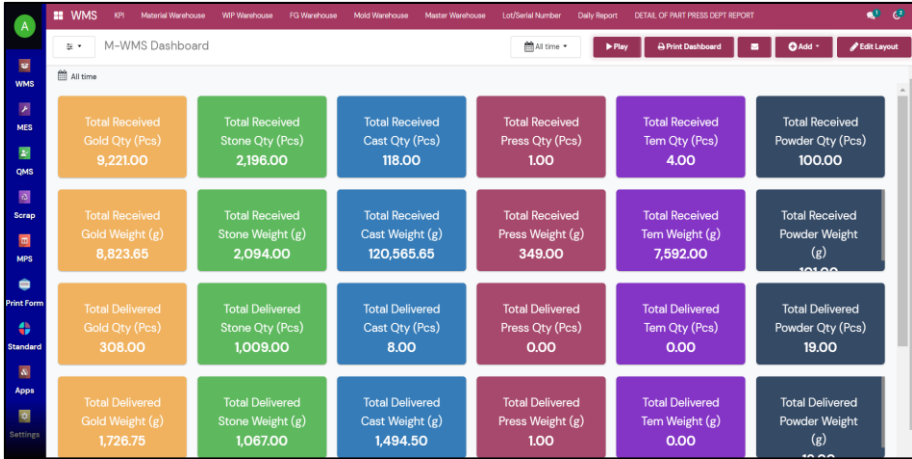 A
WMS
KPI
Material Warehouse
WIP Warehouse
FG Warehouse
Mold Warehouse
Master Warehouse
Lot/Serial Number
Daily Report
DETAIL OF PART PRESS DEPT REPORT
M-WMS Dashboard
All time
Play
Print Dashboard
Add
Edit Layout
All time
WMS
MES
QMS
Scrap
MPS
Print Form
Standard
Apps
Settings
Total Received
Gold Qty (Pcs)
9,221.00
Total Received
Stone Qty (Pcs)
2,196.00
Total Received
Cast Qty (Pcs)
118.00
Total Received
Press Qty (Pcs)
1.00
Total Received
Tem Qty (Pcs)
4.00
Total Received
Powder Qty (Pcs)
100.00
Total Received
Gold Weight (g)
8,823.65
Total Received
Stone Weight (g)
2,094.00
Total Received
Cast Weight (g)
120,565.65
Total Received
Press Weight (g)
349.00
Total Received
Tem Weight (g)
7,592.00
Total Received
Powder Weight
(g)
Total Delivered
Gold Qty (Pcs)
308.00
Total Delivered
Stone Qty (Pcs)
1,009.00
Total Delivered
Cast Qty (Pcs)
8.00
Total Delivered
Press Qty (Pcs)
0.00
Total Delivered
Tem Qty (Pcs)
0.00
Total Delivered
Powder Qty (Pcs)
19.00
Total Delivered
Gold Weight (g)
1,726.75
Total Delivered
Stone Weight (g)
1,067.00
Total Delivered
Cast Weight (g)
1,494.50
Total Delivered
Press Weight (g)
1.00
Total Delivered
Tem Weight (g)
0.00
Total Delivered
Powder Weight
(g)